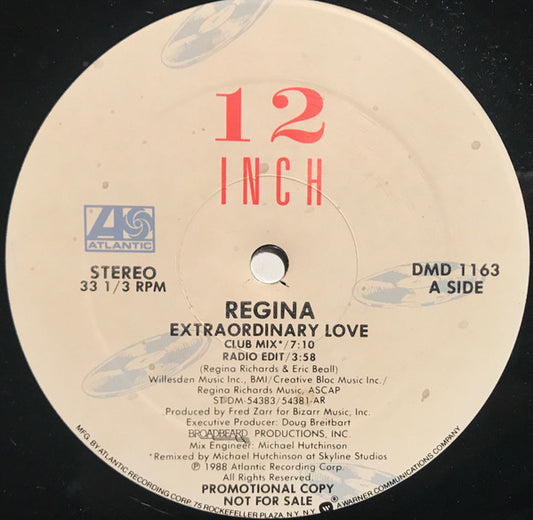 12
INCH
ATLANTIC
STEREO
33 1/3 RPM
DMD 1163
A SIDE
REGINA
EXTRAORDINARY LOVE
CLUB MIX*/7:10
RADIO EDIT/3:58
(Regina Richards & Eric Beall)
Willesden Music Inc., BMI/Creative Bloc Music Inc./
Regina Richards Music, ASCAP
ST-DM-54383/54381-AR
Produced by Fred Zarr for Bizarr Music, Inc.
Executive Producer: Doug Breitbart
BROADBEARD PRODUCTIONS, INC.
Mix Engineer: Michael Hutchinson
*Remixed by Michael Hutchinson at Skyline Studios
℗ 1988 Atlantic Recording Corp.
All Rights Reserved.
PROMOTIONAL COPY
NOT FOR SALE
MFG. BY ATLANTIC RECORDING CORP. 75 ROCKEFELLER PLAZA, N.Y., N.Y. ® A WARNER COMMUNICATIONS COMPANY